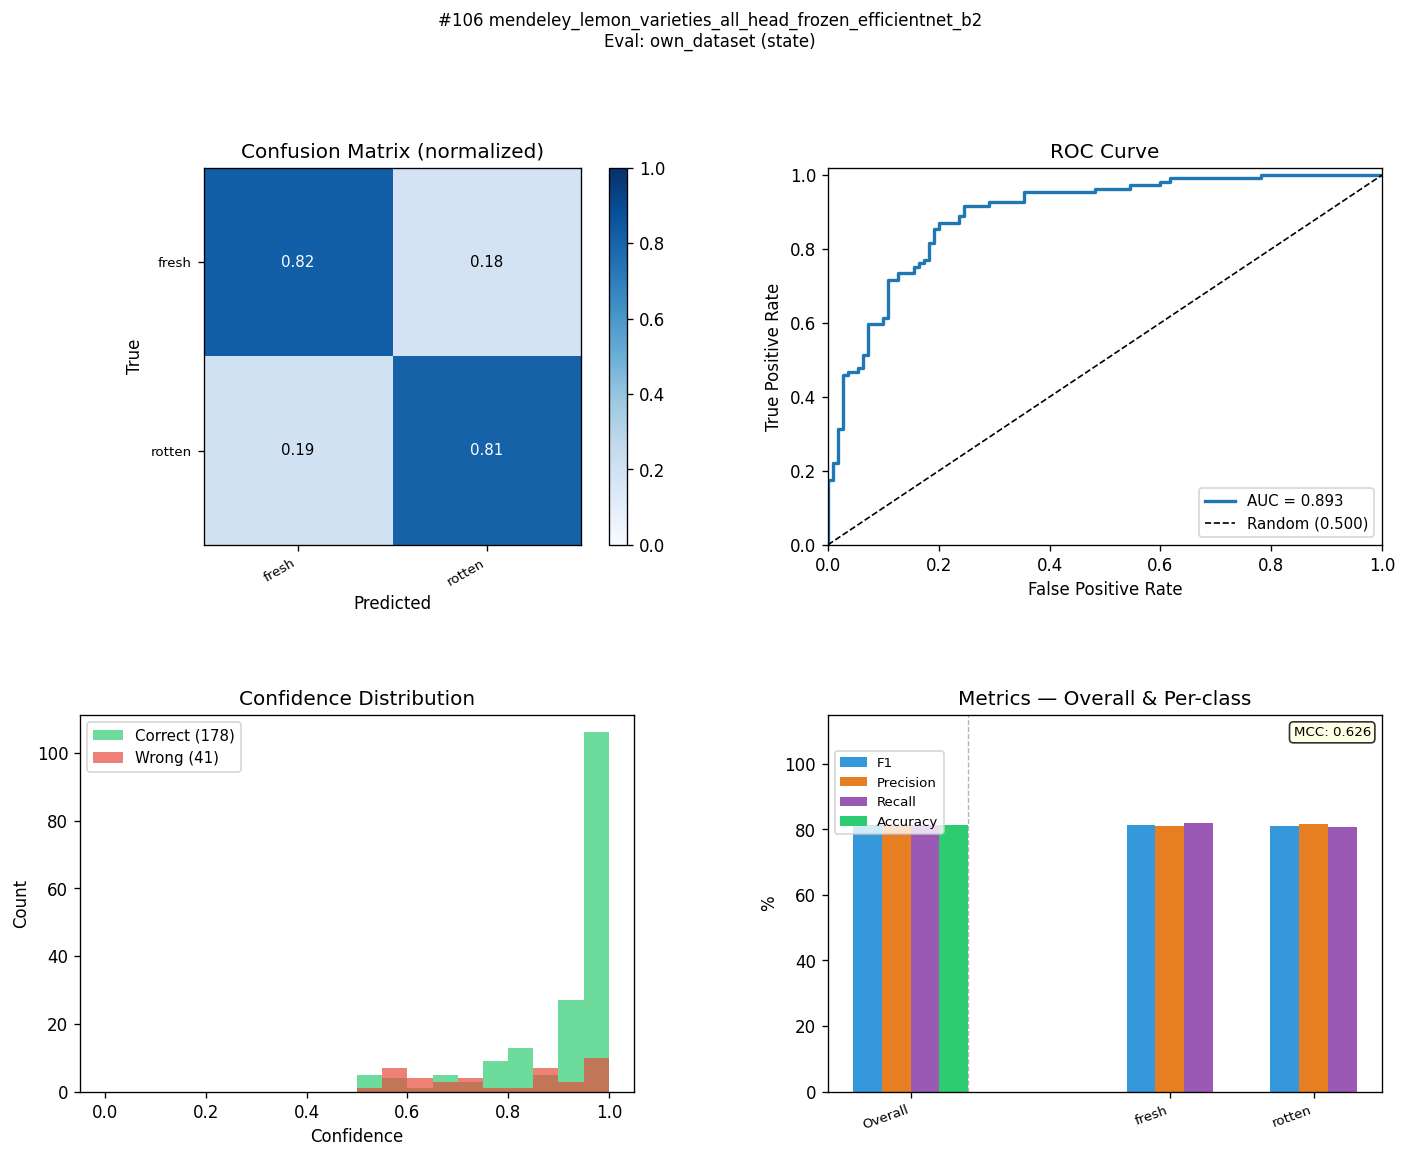 #106 mendeley_lemon_varieties_all_head_frozen_efficientnet_b2
Eval: own_dataset (state)
Confusion Matrix (normalized)
True
fresh
rotten
0.82
0.18
0.19
0.81
fresh
rotten
Predicted
1.0
0.8
0.6
0.4
0.2
0.0
ROC Curve
True Positive Rate
1.0
0.8
0.6
0.4
0.2
0.0
AUC = 0.893
Random (0.500)
0.0 0.2 0.4 0.6 0.8 1.0
False Positive Rate
Confidence Distribution
Count
100
80
60
40
20
0
Correct (178)
Wrong (41)
0.0 0.2 0.4 0.6 0.8 1.0
Confidence
Metrics — Overall & Per-class
%
100
80
60
40
20
0
F1
Precision
Recall
Accuracy
MCC: 0.626
Overall
fresh
rotten